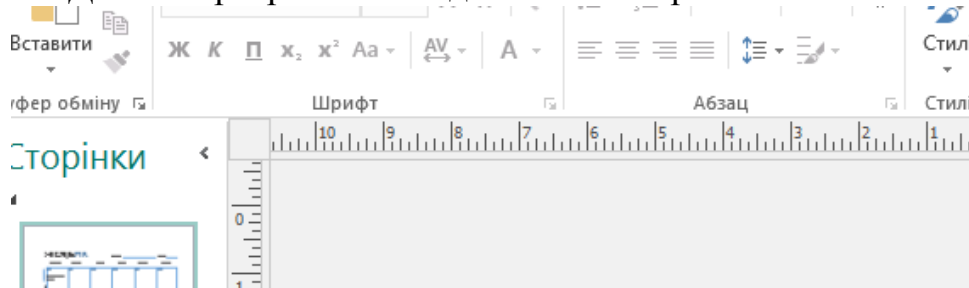 Вставити
Ж К П x₂ x² Aa AV A
Стил
уфер обміну Шрифт Абзац Стилі
10 9 8 7 6 5 4 3 2 1
Сторінки
0
1